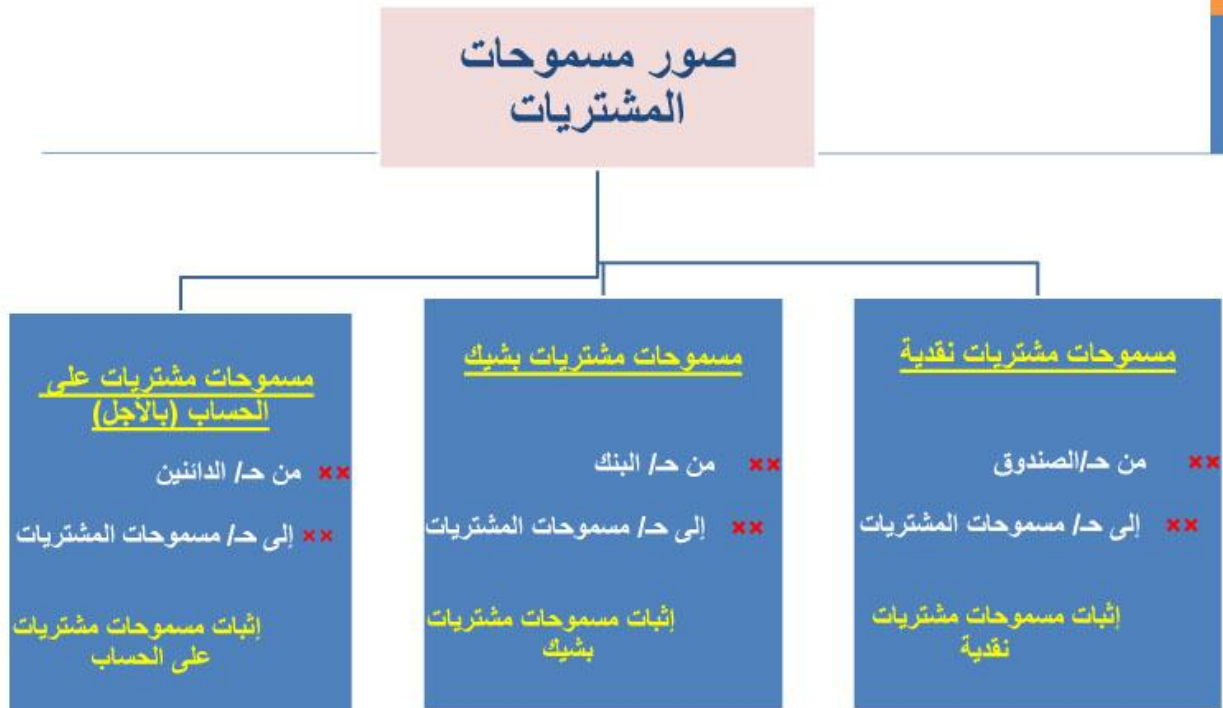 صور مسموحات
المشتريات
مسموحات مشتريات نقدية
×× من حـ/الصندوق
×× إلى حـ/ مسموحات المشتريات
إثبات مسموحات مشتريات
نقدية
مسموحات مشتريات بشيك
×× من حـ/ البنك
×× إلى حـ/ مسموحات المشتريات
إثبات مسموحات مشتريات
بشيك
مسموحات مشتريات على
الحساب (بالآجل)
×× من حـ/ الدائنين
×× إلى حـ/ مسموحات المشتريات
إثبات مسموحات مشتريات
على الحساب